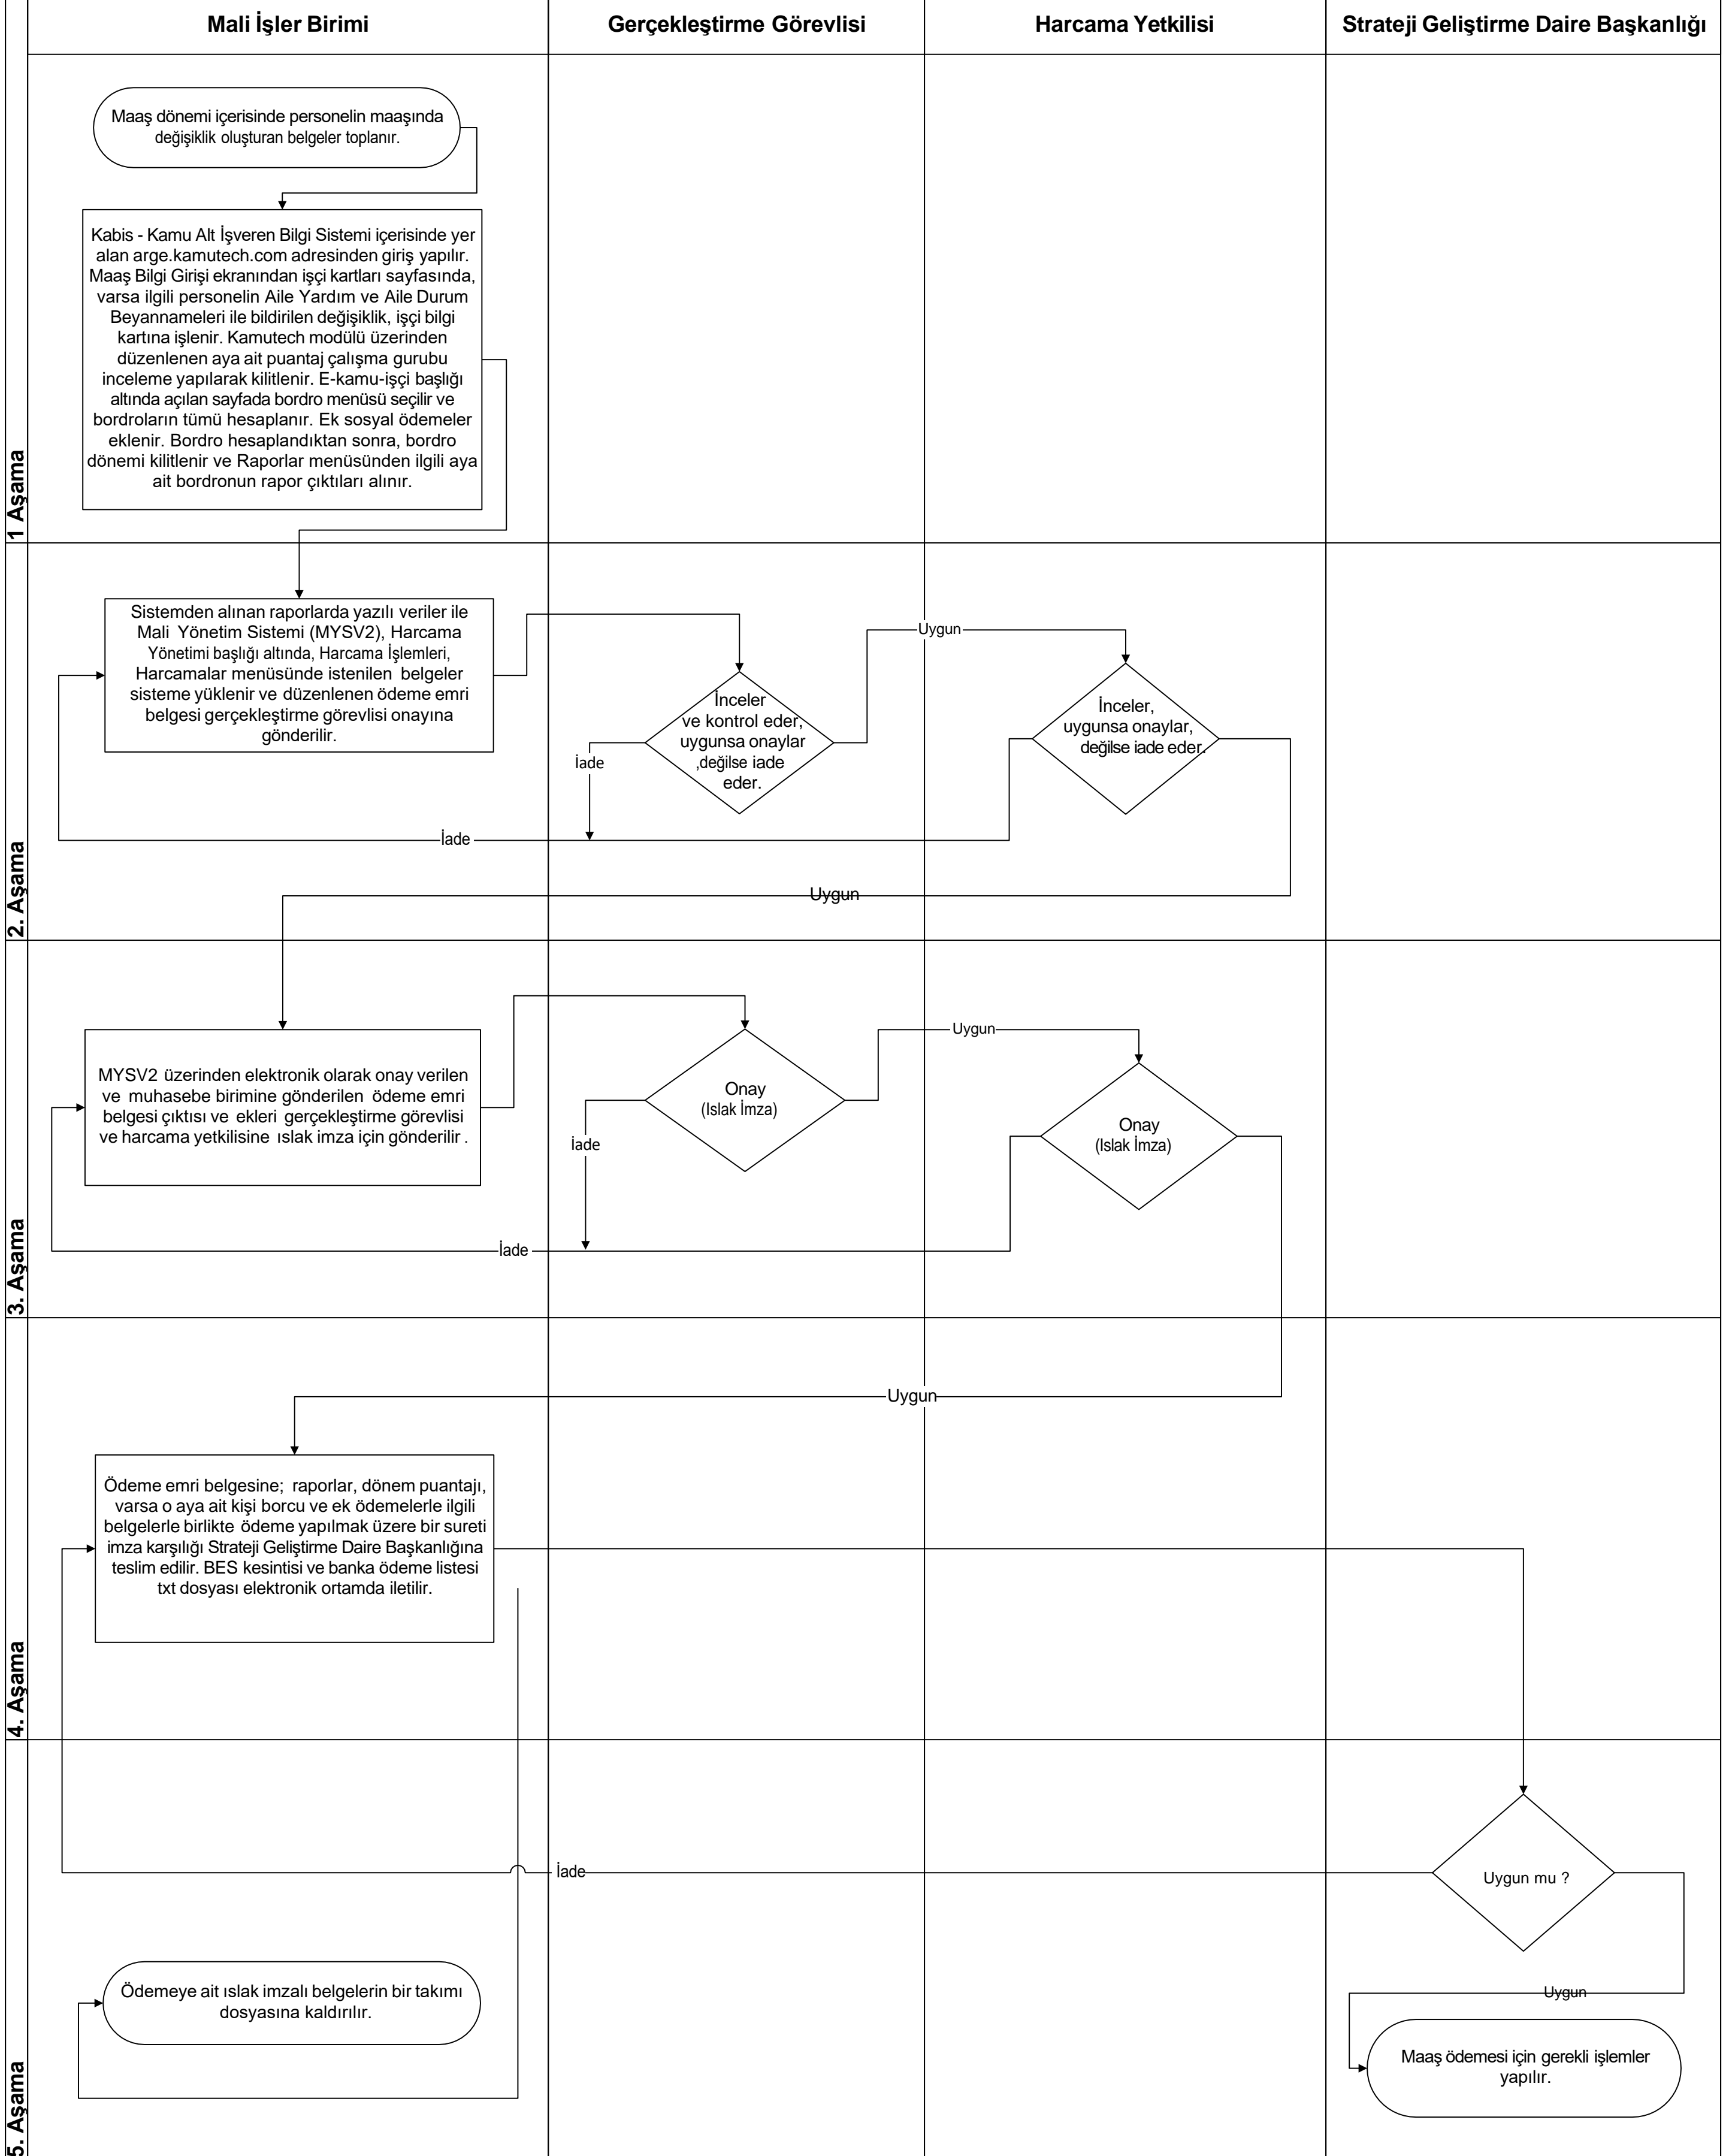 Mali İşler Birimi
Gerçekleştirme Görevlisi
Harcama Yetkilisi
Strateji Geliştirme Daire Başkanlığı
1 Aşama
Maaş dönemi içerisinde personelin maaşında
değişiklik oluşturan belgeler toplanır.
Kabis - Kamu Alt İşveren Bilgi Sistemi içerisinde yer
alan arge.kamutech.com adresinden giriş yapılır.
Maaş Bilgi Girişi ekranından işçi kartları sayfasında,
varsa ilgili personelin Aile Yardım ve Aile Durum
Beyannameleri ile bildirilen değişiklik, işçi bilgi
kartına işlenir. Kamutech modülü üzerinden
düzenlenen aya ait puantaj çalışma gurubu
inceleme yapılarak kilitlenir. E-kamu-işçi başlığı
altında açılan sayfada bordro menüsü seçilir ve
bordroların tümü hesaplanır. Ek sosyal ödemeler
eklenir. Bordro hesaplandıktan sonra, bordro
dönemi kilitlenir ve Raporlar menüsünden ilgili aya
ait bordronun rapor çıktıları alınır.
2. Aşama
Sistemden alınan raporlarda yazılı veriler ile
Mali Yönetim Sistemi (MYSV2), Harcama
Yönetimi başlığı altında, Harcama İşlemleri,
Harcamalar menüsünde istenilen belgeler
sisteme yüklenir ve düzenlenen ödeme emri
belgesi gerçekleştirme görevlisi onayına
gönderilir.
İnceler
ve kontrol eder,
uygunsa onaylar
,değilse iade
eder.
Uygun
İnceler,
uygunsa onaylar,
değilse iade eder.
İade
İade
Uygun
3. Aşama
MYSV2 üzerinden elektronik olarak onay verilen
ve muhasebe birimine gönderilen ödeme emri
belgesi çıktısı ve ekleri gerçekleştirme görevlisi
ve harcama yetkilisine ıslak imza için gönderilir .
Onay
(Islak İmza)
Uygun
Onay
(Islak İmza)
İade
İade
Uygun
4. Aşama
Ödeme emri belgesine; raporlar, dönem puantajı,
varsa o aya ait kişi borcu ve ek ödemelerle ilgili
belgelerle birlikte ödeme yapılmak üzere bir sureti
imza karşılığı Strateji Geliştirme Daire Başkanlığına
teslim edilir. BES kesintisi ve banka ödeme listesi
txt dosyası elektronik ortamda iletilir.
5. Aşama
İade
Uygun mu ?
Uygun
Ödemeye ait ıslak imzalı belgelerin bir takımı
dosyasına kaldırılır.
Maaş ödemesi için gerekli işlemler
yapılır.